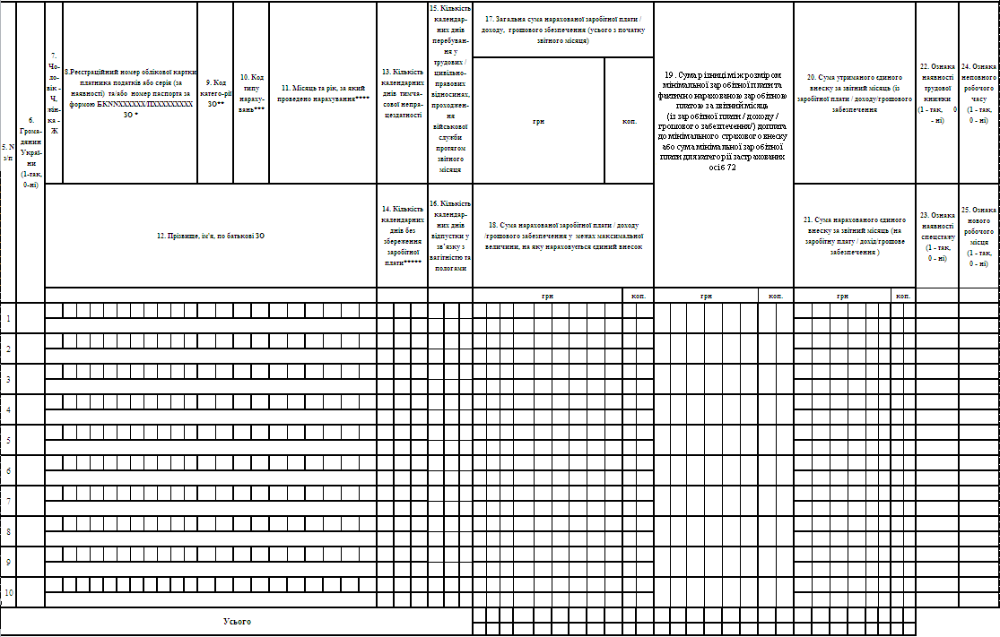 5. N
з/п
6.
Грома-
дянин
Украї-
ни
(1-так,
0-ні)
7.
Чо-
ло-
вік -
Ч,
жін-
ка -
Ж
8.Реєстраційний номер облікової картки
платника податків або серія (за
наявності) та/або номер паспорта за
формою БКNNXXXXXX/ПXXXXXXXXX
ЗО *
9. Код
катего-рії
ЗО**
10. Код
типу
нараху-
вань***
11. Місяць та рік, за який
проведено нарахування****
12. Прізвище, ім'я, по батькові ЗО
13. Кількість
календарних
днів тимча-
сової непра-
цездатності
14. Кількість
календарних
днів без
збереження
заробітної
плати*****
15. Кількість
календар-
них днів
перебуван-
ня у
трудових /
цивільно-
правових
відносинах,
проходжен-
ня
військової
служби
протягом
звітного
місяця
16. Кількість
календар-
них днів
відпустки у
зв'язку з
вагітністю та
пологами
17. Загальна сума нарахованої заробітної плати /
доходу, грошового збезпечення (усього з початку
звітного місяця)
грн
коп.
18. Сума нарахованої заробітної плати / доходу
/грошового забезпечення у межах максимальної
величини, на яку нараховується єдиний внесок
грн
коп.
19 . Сума різниці між розміром
мінімальної заробітної плати та
фактично нарахованою заробітною
платою за звітний місяць
(із заробітної плати / доходу /
грошового забезпечення/) доплата
до мінімального страхового внеску
або сума мінімальної заробітної
плати для категорії застрахованих
осіб 72
грн
коп.
20. Сума утриманого єдиного
внеску за звітний місяць (із
заробітної плати / доходу/грошового
забезпечення
21. Сума нарахованого єдиного
внеску за звітний місяць (на
заробітну плату / дохід/грошове
забезпечення )
грн
коп.
22. Ознака
наявності
трудової
книжки
(1 - так, 0
- ні)
23. Ознака
наявності
спецстажу
(1 - так,
0 - ні)
24. Ознака
неповного
робочого
часу
(1 - так,
0 - ні)
25. Ознака
нового
робочого
місця
(1 - так,
0 - ні)
1
2
3
4
5
6
7
8
9
10
Усього